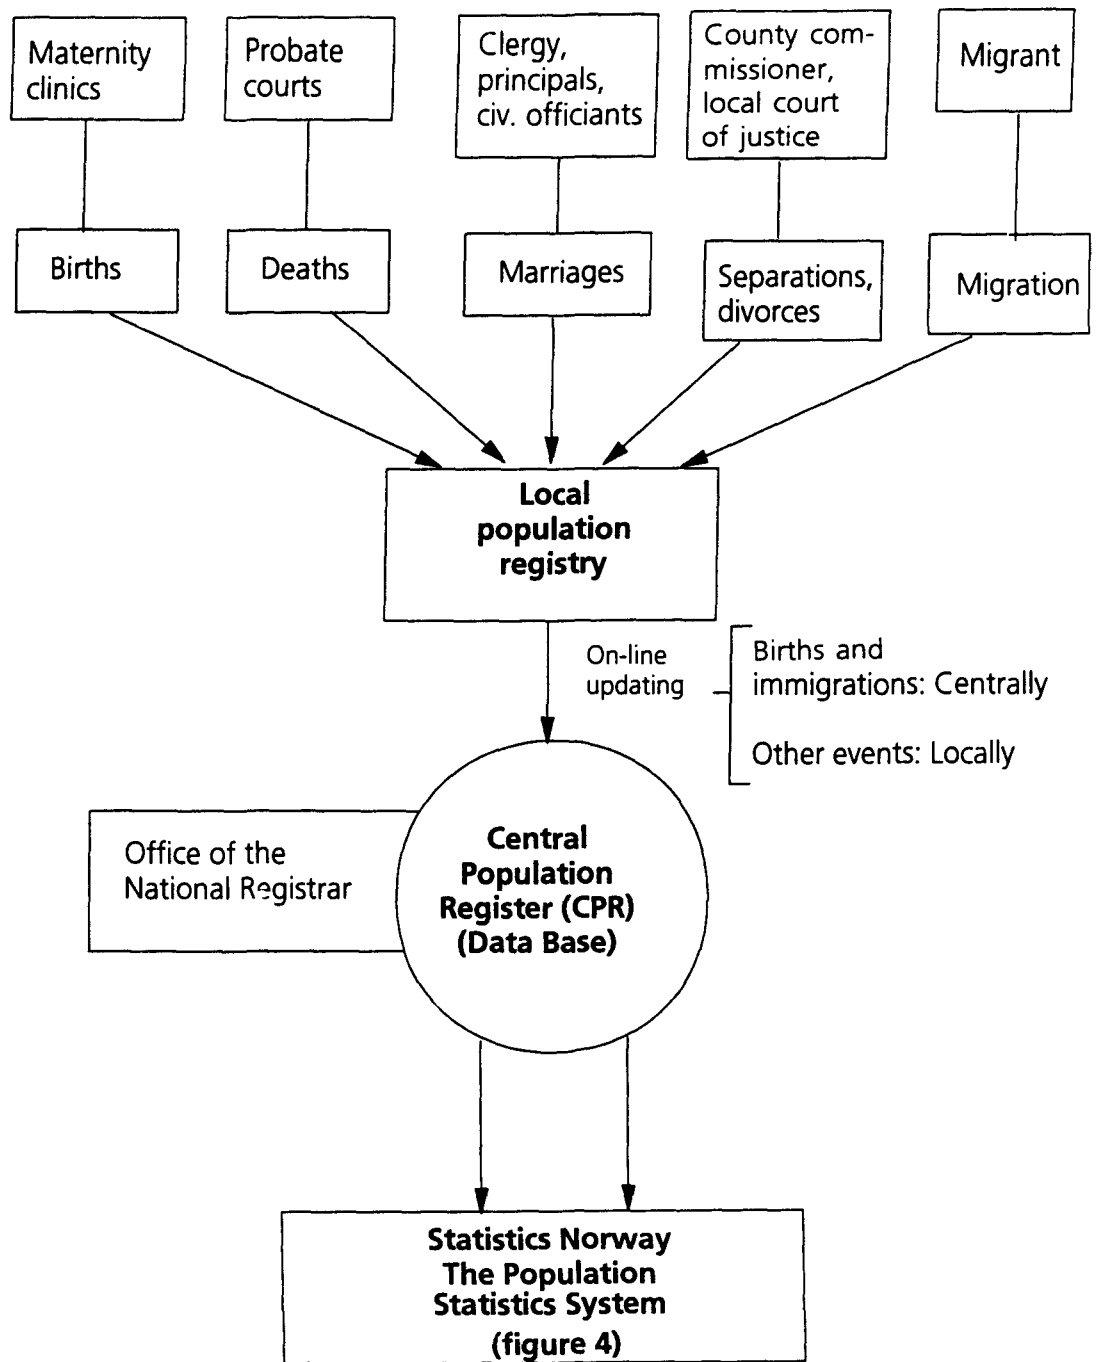 Maternity
clinics
Probate
courts
Clergy,
principals,
civ. officiants
County com-
missioner,
local court
of justice
Migrant
Births
Deaths
Marriages
Separations,
divorces
Migration
Local
population
registry
On-line
updating
Births and
immigrations: Centrally
Other events: Locally
Office of the
National Registrar
Central
Population
Register (CPR)
(Data Base)
Statistics Norway
The Population
Statistics System
(figure 4)